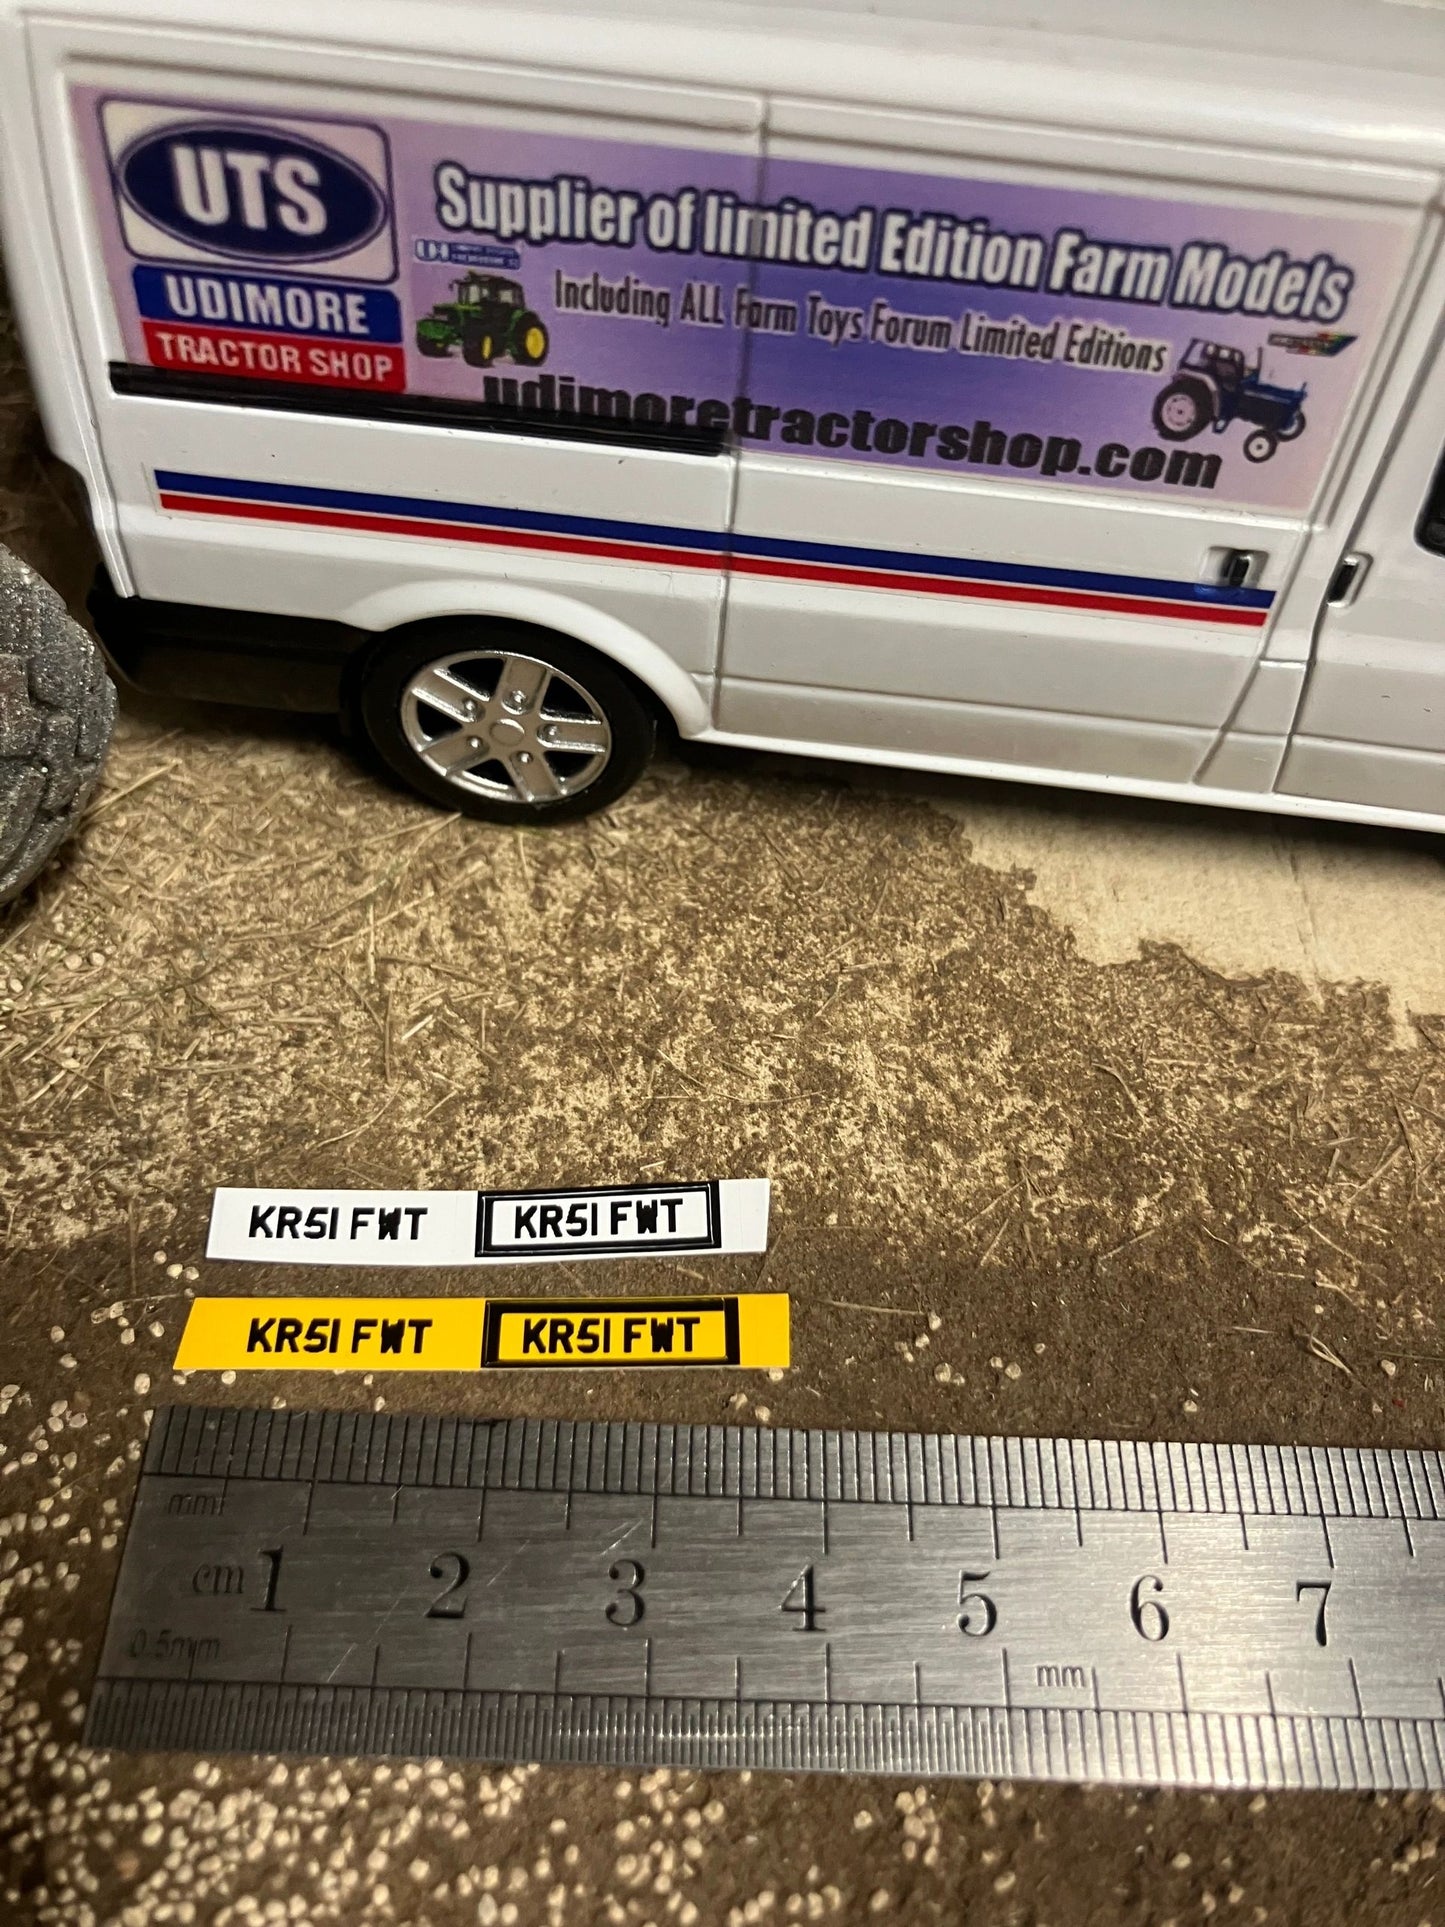 UTS
UDIMORE
TRACTOR SHOP
Supplier of limited Edition Farm Models
Including ALL Farm Toys Forum Limited Editions
udimoretractorshop.com
KR51 FWT KR51 FWT
KR51 FWT KR51 FWT
mm
cm 1 2 3 4 5 6 7
0.5mm mm